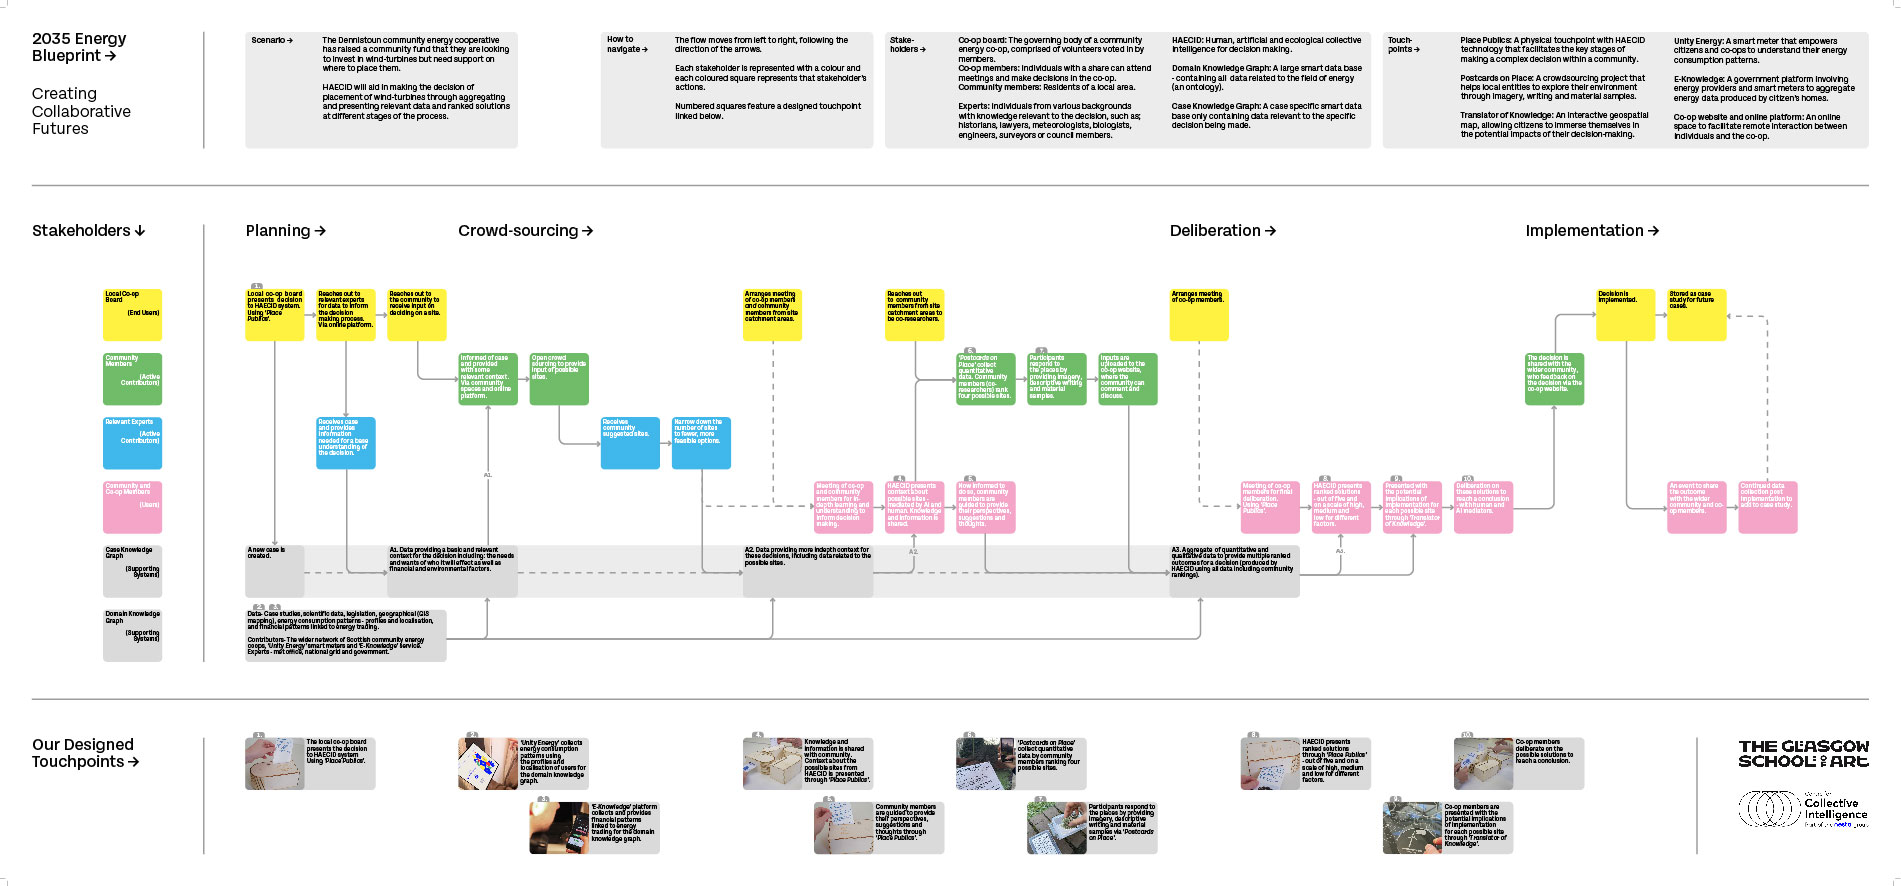 2035 Energy
Blueprint →
Creating
Collaborative
Futures
Scenario →
The Dennistoun community energy cooperative
has raised a community fund that they are looking
to invest in wind-turbines but need support on
where to place them.
HAECID will aid in making the decision of
placement of wind-turbines through aggregating
and presenting relevant data and ranked solutions
at different stages of the process.
How to
navigate →
The flow moves from left to right, following the
direction of the arrows.
Each stakeholder is represented with a colour and
each coloured square represents that stakeholder's
actions.
Numbered squares feature a designed touchpoint
linked below.
Stake-
holders →
Co-op board: The governing body of a community
energy co-op, comprised of volunteers voted in by
members.
Co-op members: Individuals with a share can attend
meetings and make decisions in the co-op.
Community members: Residents of a local area.
Experts: Individuals from various backgrounds
with knowledge relevant to the decision, such as;
historians, lawyers, meteorologists, biologists,
engineers, surveyors or council members.
HAECID: Human, artificial and ecological collective
intelligence for decision making.
Domain Knowledge Graph: A large smart data base
- containing all data related to the field of energy
(an ontology).
Case Knowledge Graph: A case specific smart data
base only containing data relevant to the specific
decision being made.
Touch-
points →
Place Publics: A physical touchpoint with HAECID
technology that facilitates the key stages of
making a complex decision within a community.
Postcards on Place: A crowdsourcing project that
helps local entities to explore their environment
through imagery, writing and material samples.
Translator of Knowledge: An interactive geospatial
map, allowing citizens to immerse themselves in
the potential impacts of their decision-making.
Unity Energy: A smart meter that empowers
citizens and co-ops to understand their energy
consumption patterns.
E-Knowledge: A government platform involving
energy providers and smart meters to aggregate
energy data produced by citizen's homes.
Co-op website and online platform: An online
space to facilitate remote interaction between
individuals and the co-op.
Stakeholders ↓
Planning →
Crowd-sourcing →
Deliberation →
Implementation →
Local Co-op
Board
(End Users)
1.
Local co-op board
presents decision
to HAECID system.
Using 'Place
Publics'.
Reaches out to
relevant experts
for data to inform
the decision
making process.
Via online platform.
Reaches out to
the community to
receive input on
deciding on a site.
Arranges meeting
of co-op members
and community
members from site
catchment areas.
Reaches out
to community
members from site
catchment areas to
be co-researchers.
Arranges meeting
of co-op members.
Decision is
implemented.
Stored as case
study for future
cases.
Community
Members
(Active
Contributors)
Informed of case
and provided
with some
relevant context.
Via community
spaces and online
platform.
Open crowd
sourcing to provide
input of possible
sites.
6.
'Postcards on
Place' collect
quantitative
data. Community
members (co-
researchers) rank
four possible sites.
7.
Participants
respond to
the places by
providing imagery,
descriptive writing
and material
samples.
Inputs are
uploaded to the
co-op website,
where the
community can
comment and
discuss.
The decision is
shared with the
wider community,
who feedback on
the decision via the
co-op website.
Relevant Experts
(Active
Contributors)
Receives case
and provides
information
needed for a base
understanding of
the decision.
Receives
community
suggested sites.
Narrow down the
number of sites
to fewer, more
feasible options.
A1.
Community and
Co-op Members
(Users)
Meeting of co-op
and community
members for in-
depth learning and
understanding to
inform decision
making.
4.
HAECID presents
context about
possible sites -
mediated by AI and
human. Knowledge
and information is
shared.
5.
Now informed to
do so, community
members are
guided to provide
their perspectives,
suggestions and
thoughts.
Meeting of co-op
members for final
deliberation.
Using 'Place
Publics'.
8.
HAECID presents
ranked solutions
- out of five and
on a scale of high,
medium and
low for different
factors.
9.
Presented with
the potential
implications of
implementation for
each possible site
through 'Translator
of Knowledge'.
10.
Deliberation on
these solutions to
reach a conclusion
- with human and
AI mediators.
An event to share
the outcome
with the wider
community and co-
op members.
Continued data
collection post
implementation to
add to case study.
Case Knowledge
Graph
(Supporting
Systems)
A new case is
created.
A1. Data providing a basic and relevant
context for the decision including; the needs
and wants of who it will effect as well as
financial and environmental factors.
A2. Data providing more indepth context for
these decisions, including data related to the
possible sites.
A2.
A3. Aggregate of quantitative and
qualitative data to provide multiple ranked
outcomes for a decision (produced by
HAECID using all data including community
rankings).
A3.
Domain Knowledge
Graph
(Supporting
Systems)
2.
3.
Data- Case studies, scientific data, legislation, geographical (GIS
mapping), energy consumption patterns - profiles and localisation,
and financial patterns linked to energy trading.
Contributors- The wider network of Scottish community energy
coops, 'Unity Energy' smart meters and 'E-Knowledge' service.
Experts - met office, national grid and government.
Our Designed
Touchpoints →
1.
The local co-op board
presents the decision
to HAECID system
Using 'Place Publics'.
2.
'Unity Energy' collects
energy consumption
patterns using
the profiles and
localisation of users for
the domain knowledge
graph.
3.
'E-Knowledge' platform
collects and provides
financial patterns
linked to energy
trading for the domain
knowledge graph.
4.
Knowledge and
information is shared
with community.
Context about the
possible sites from
HAECID is presented
through 'Place Publics'.
5.
Community members
are guided to provide
their perspectives,
suggestions and
thoughts through
'Place Publics'.
6.
'Postcards on Place'
collect quantitative
data by community
members ranking four
possible sites.
7.
Participants respond to
the places by providing
imagery, descriptive
writing and material
samples via 'Postcards
on Place'.
8.
HAECID presents
ranked solutions
through 'Place Publics'
- out of five and on a
scale of high, medium
and low for different
factors.
9.
Co-op members are
presented with the
potential implications
of implementation
for each possible site
through 'Translator of
Knowledge'.
10.
Co-op members
deliberate on the
possible solutions to
reach a conclusion.
THE GLASGOW
SCHOOL OF ART
Centre for
Collective
Intelligence
Part of the nesta group